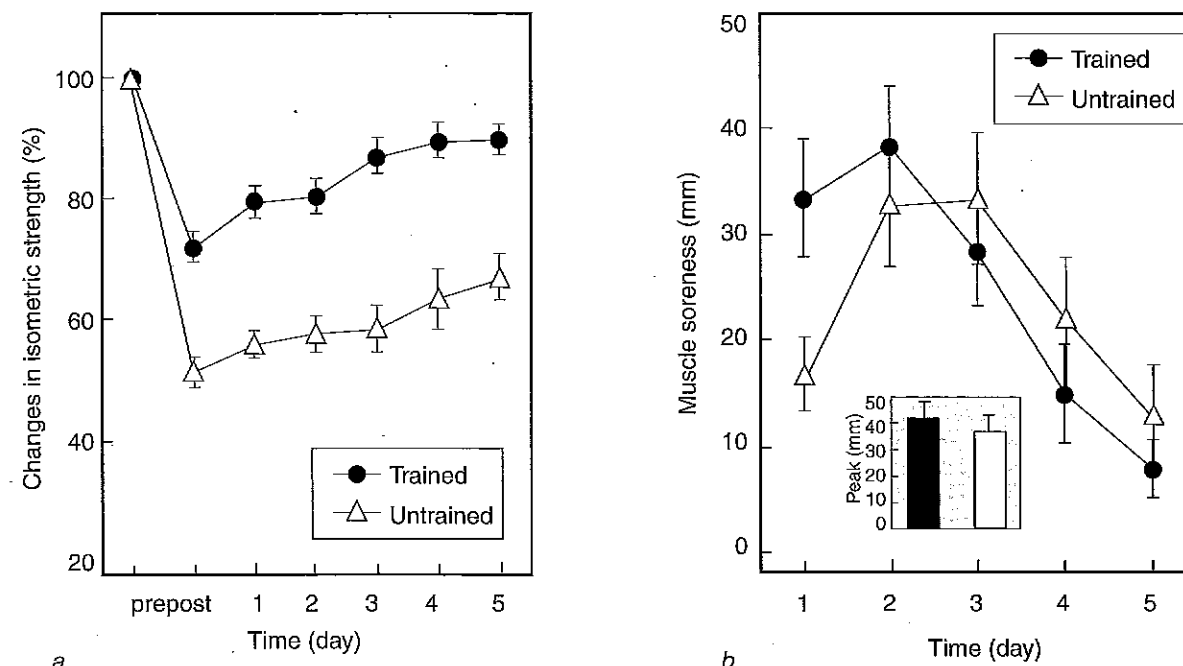 Changes in isometric strength (%)
100
80
60
40
20
Trained
Untrained
prepost 1 2 3 4 5
Time (day)
a
Muscle soreness (mm)
50
40
30
20
10
0
Trained
Untrained
Peak (mm)
50
40
30
20
10
0
1 2 3 4 5
Time (day)
b